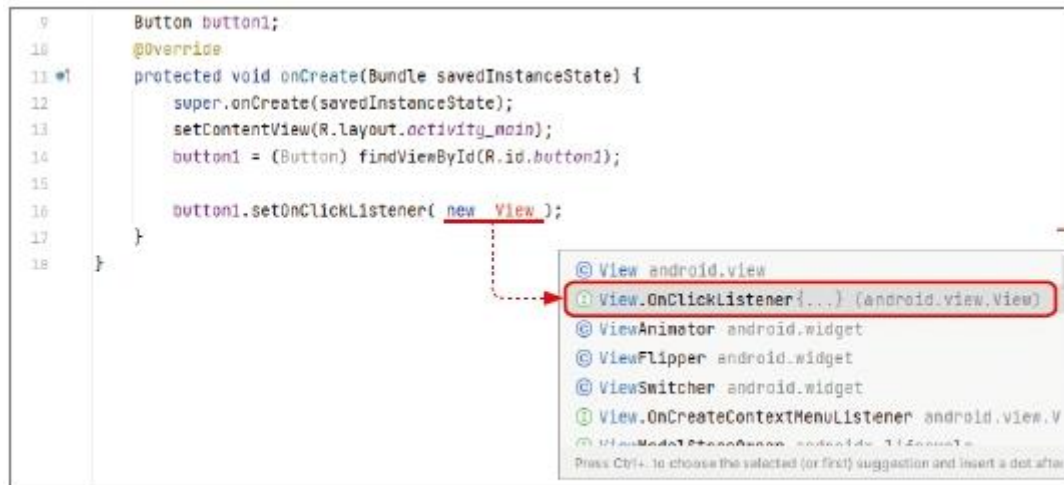 9 Button button1;
10 @Override
11 protected void onCreate(Bundle savedInstanceState) {
12 super.onCreate(savedInstanceState);
13 setContentView(R.layout.activity_main);
14 button1 = (Button) findViewById(R.id.button1);
15
16 button1.setOnClickListener( new View );
17 }
18 }
View android.view
View.OnClickListener{...} (android.view.View)
ViewAnimator android.widget
ViewFlipper android.widget
ViewSwitcher android.widget
View.OnCreateContextMenuListener android.view.V
ViewModelStoreOwner androidx.lifecycle
Press Ctrl+. to choose the selected (or first) suggestion and insert a dot after